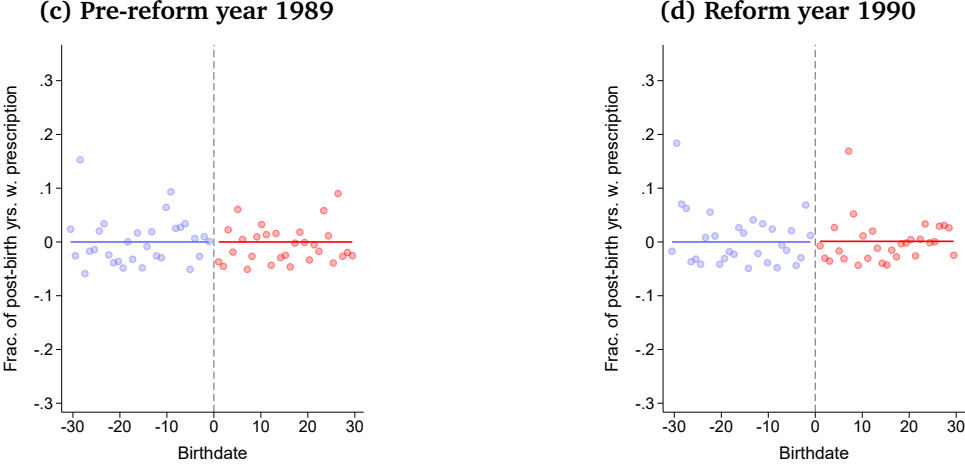 (c) Pre-reform year 1989
Frac. of post-birth yrs. w. prescription
.3
.2
.1
0
-.1
-.2
-.3
-30 -20 -10 0 10 20 30
Birthdate
(d) Reform year 1990
Frac. of post-birth yrs. w. prescription
.3
.2
.1
0
-.1
-.2
-.3
-30 -20 -10 0 10 20 30
Birthdate